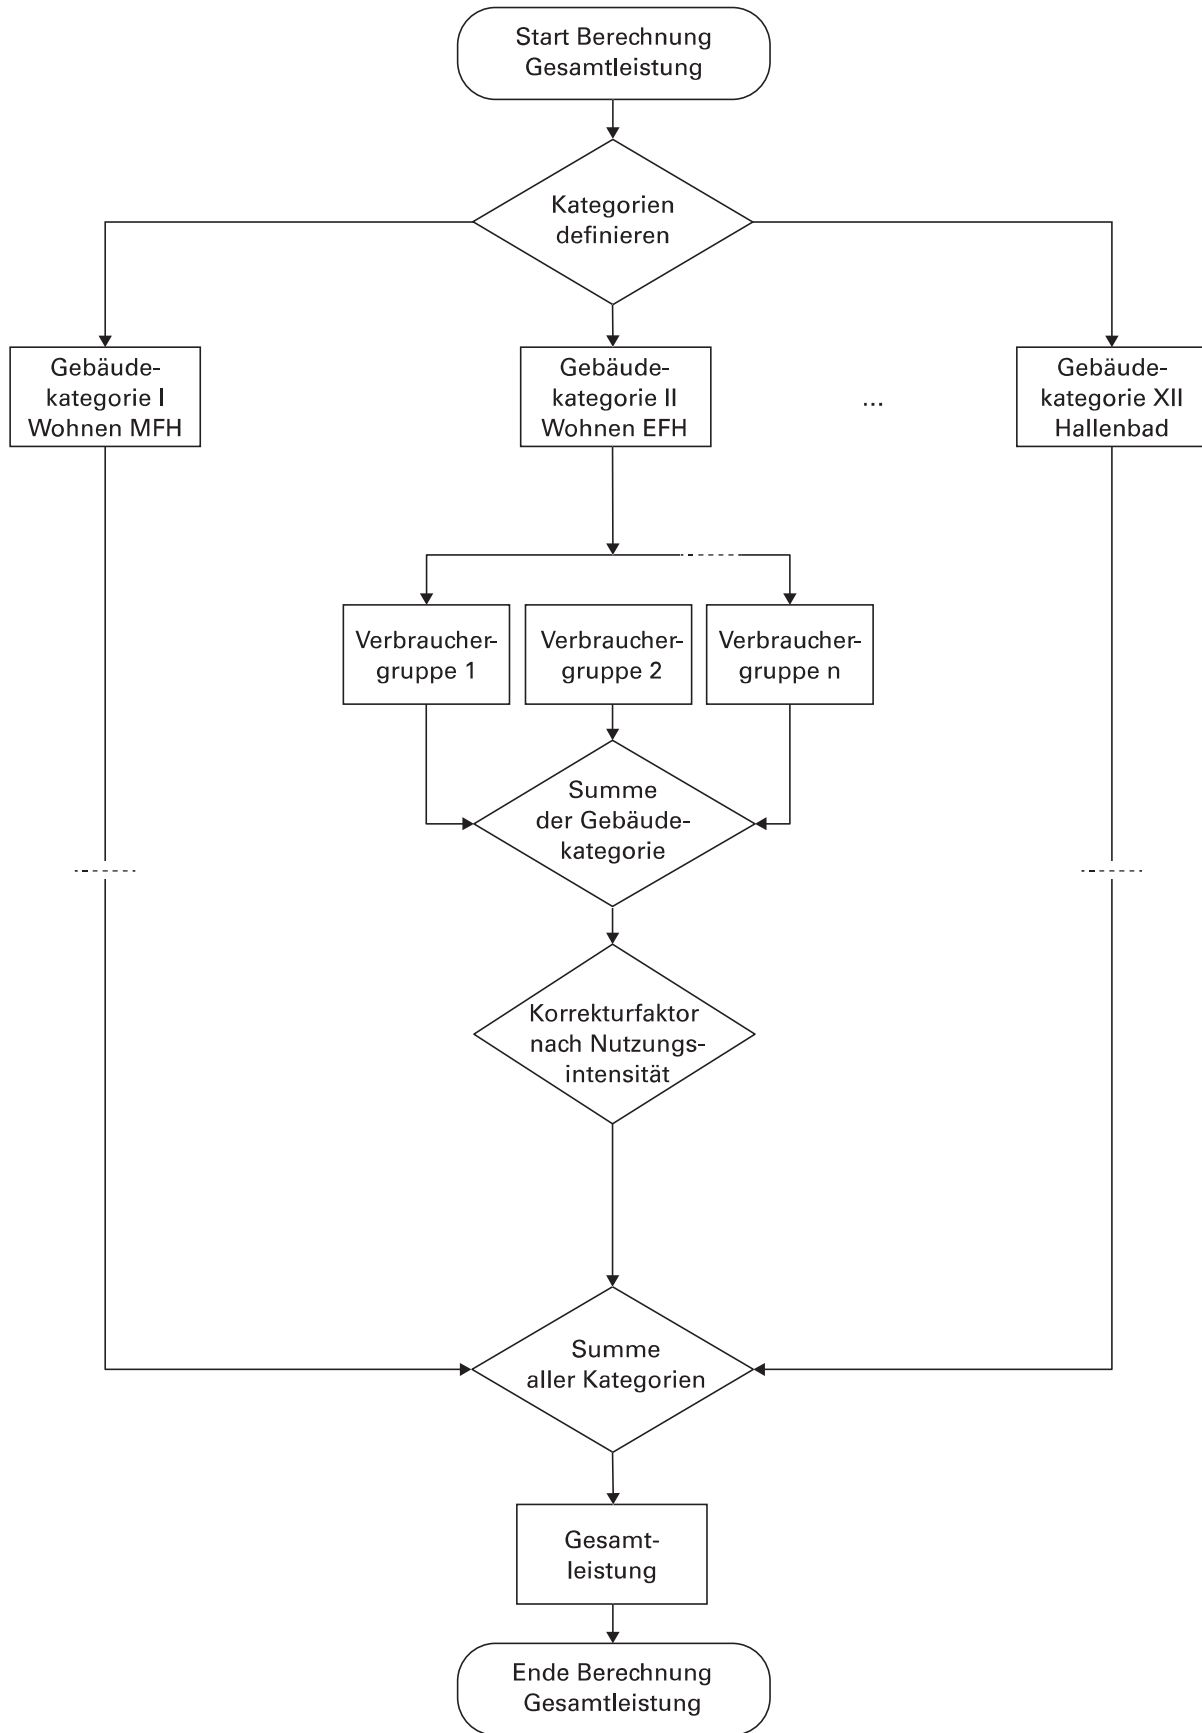 Start Berechnung
Gesamtleistung
Kategorien
definieren
Gebäude-
kategorie I
Wohnen MFH
Gebäude-
kategorie II
Wohnen EFH
...
Gebäude-
kategorie XII
Hallenbad
Verbraucher-
gruppe 1
Verbraucher-
gruppe 2
Verbraucher-
gruppe n
Summe
der Gebäude-
kategorie
Korrekturfaktor
nach Nutzungs-
intensität
Summe
aller Kategorien
Gesamt-
leistung
Ende Berechnung
Gesamtleistung